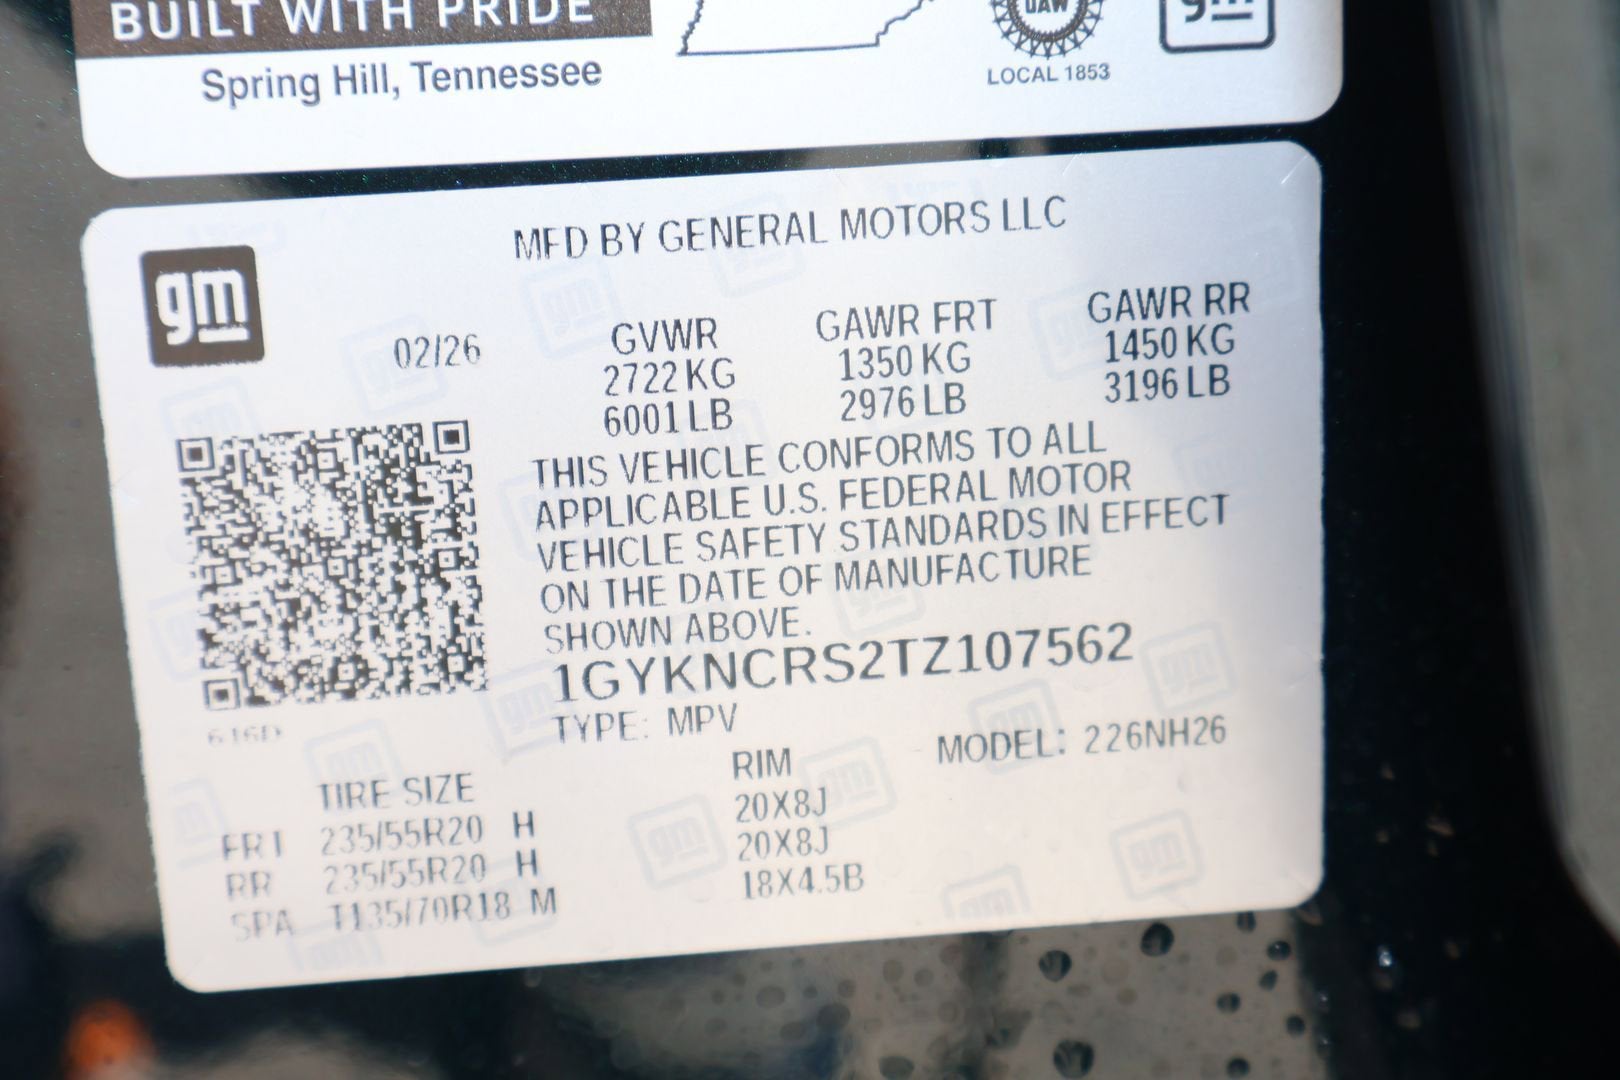 BUILT WITH PRIDE
Spring Hill, Tennessee
UAW
LOCAL 1853
gm
MFD BY GENERAL MOTORS LLC
gm
02/26
GVWR GAWR FRT GAWR RR
2722 KG 1350 KG 1450 KG
6001 LB 2976 LB 3196 LB
THIS VEHICLE CONFORMS TO ALL
APPLICABLE U.S. FEDERAL MOTOR
VEHICLE SAFETY STANDARDS IN EFFECT
ON THE DATE OF MANUFACTURE
SHOWN ABOVE.
1GYKNCRS2TZ107562
616D
TYPE: MPV MODEL: 226NH26
TIRE SIZE RIM
FRT 235/55R20 H 20X8J
RR 235/55R20 H 20X8J
SPA T135/70R18 M 18X4.5B